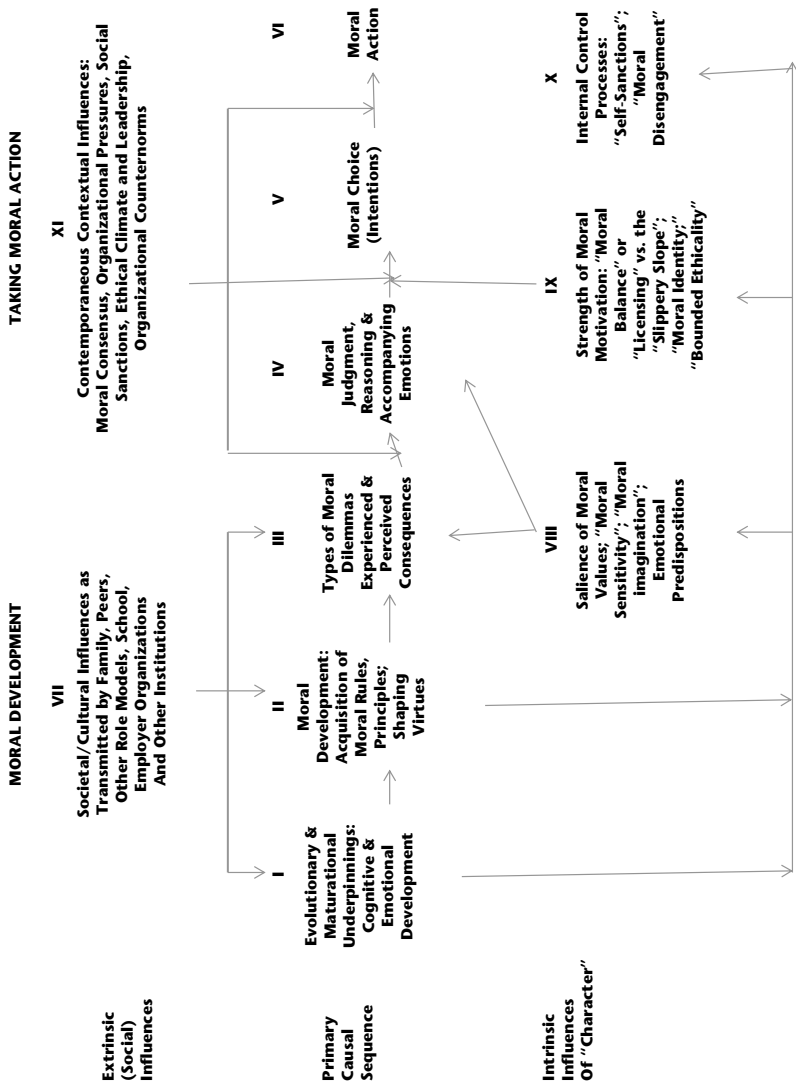 MORAL DEVELOPMENT
TAKING MORAL ACTION
Extrinsic
(Social)
Influences
VII
Societal/Cultural Influences as
Transmitted by Family, Peers,
Other Role Models, School,
Employer Organizations
And Other Institutions
XI
Contemporaneous Contextual Influences:
Moral Consensus, Organizational Pressures, Social
Sanctions, Ethical Climate and Leadership,
Organizational Counternorms
Primary
Causal
Sequence
I
Evolutionary &
Maturational
Underpinnings:
Cognitive &
Emotional
Development
II
Moral
Development:
Acquisition of
Moral Rules,
Principles;
Shaping
Virtues
III
Types of Moral
Dilemmas
Experienced &
Perceived
Consequences
IV
Moral
Judgment,
Reasoning &
Accompanying
Emotions
V
Moral Choice
(Intentions)
VI
Moral
Action
Intrinsic
Influences
Of "Character"
VIII
Salience of Moral
Values; "Moral
Sensitivity"; "Moral
imagination";
Emotional
Predispositions
IX
Strength of Moral
Motivation: "Moral
Balance" or
"Licensing" vs. the
"Slippery Slope";
"Moral Identity;"
"Bounded Ethicality"
X
Internal Control
Processes:
"Self-Sanctions";
"Moral
Disengagement"